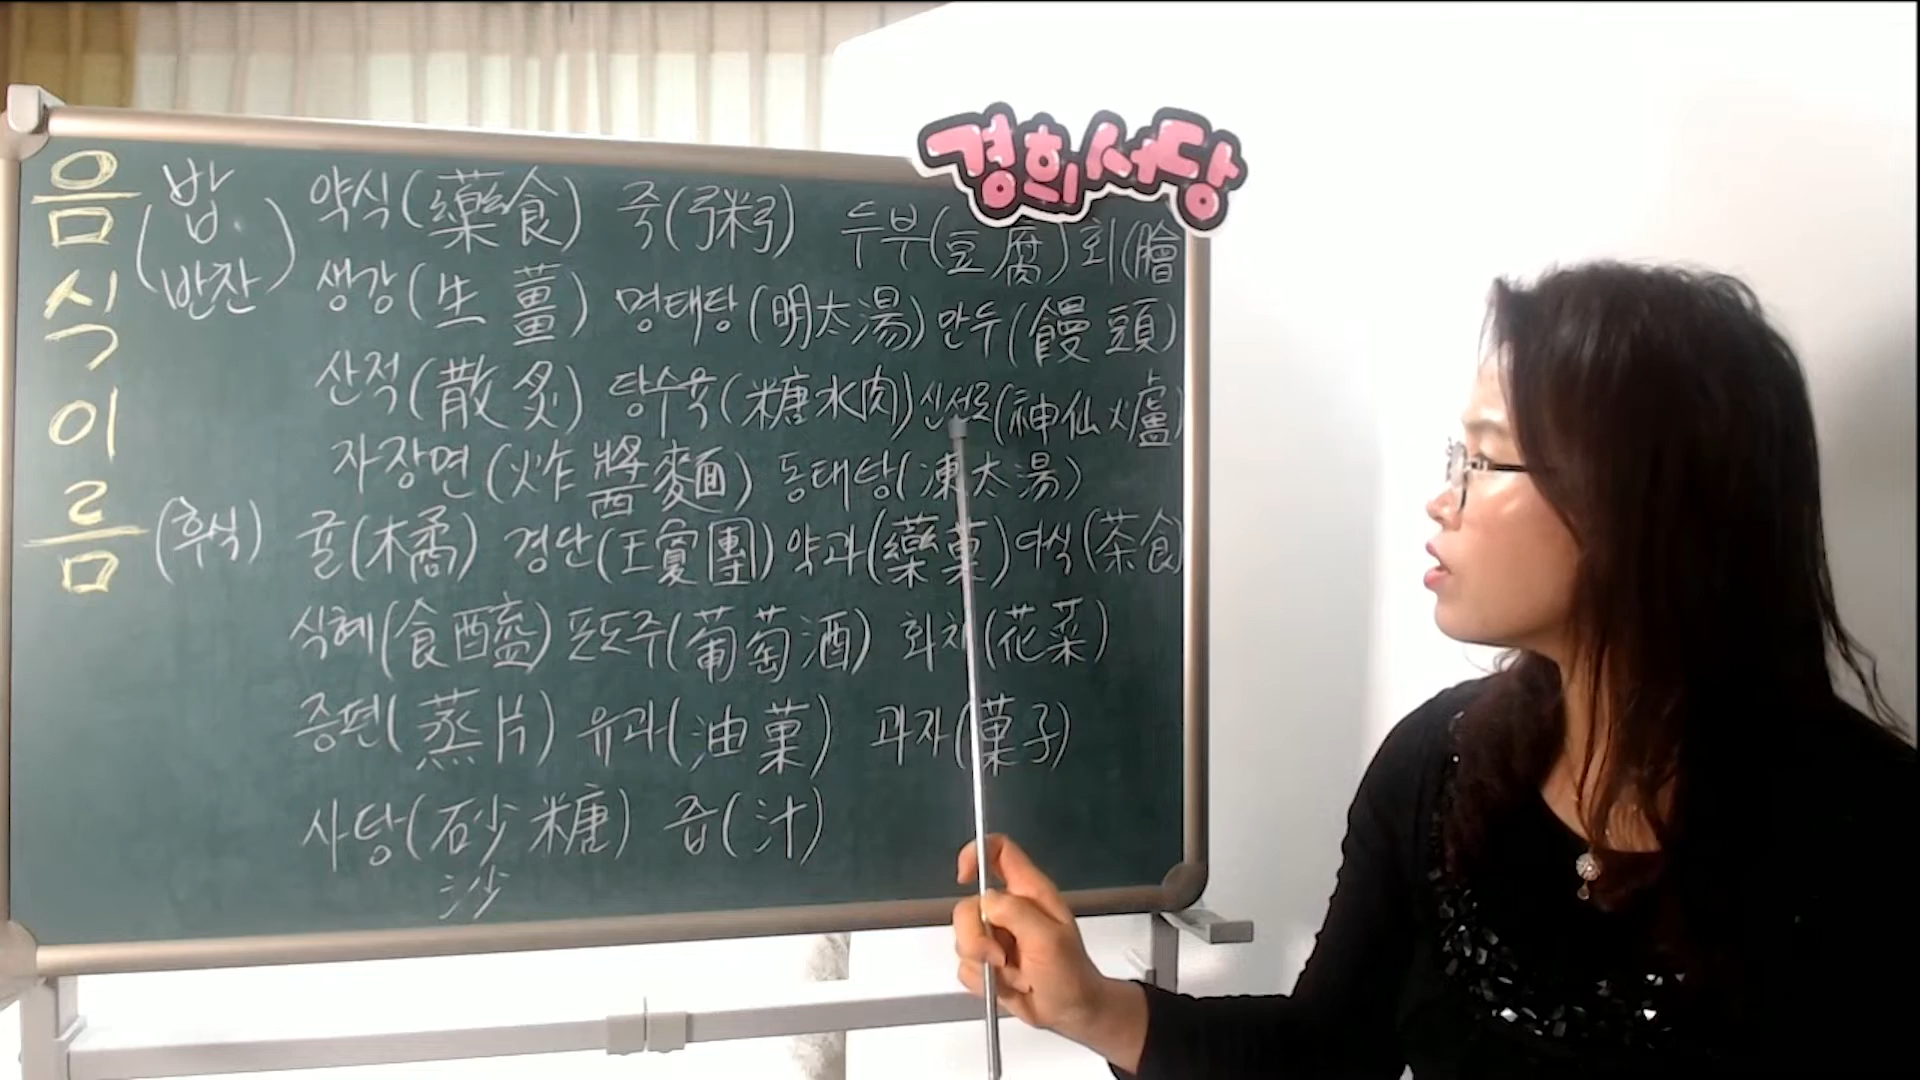 경희서당
음식이름
(밥.반찬) 약식(藥食) 죽(粥) 두부(豆腐) 회(膾
생강(生薑) 명태탕(明太湯) 만두(饅頭)
산적(散炙) 탕수육(糖水肉) 신선로(神仙爐)
자장면(炸醬麵) 동태탕(凍太湯)
(후식) 귤(橘) 경단(瓊團) 약과(藥菓) 다식(茶食)
식혜(食醯) 포도주(葡萄酒) 화채(花菜)
증편(蒸片) 유과(油菓) 과자(菓子)
사탕(砂糖) 즙(汁)
沙